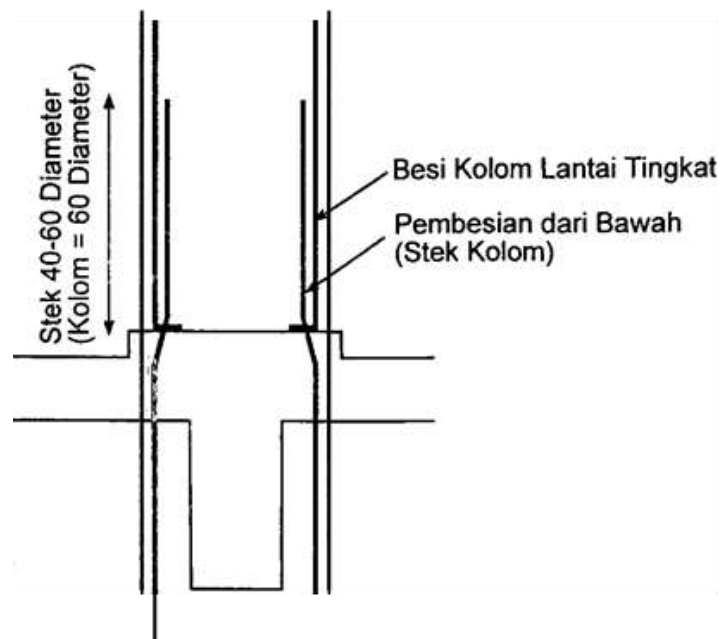 Stek 40-60 Diameter
(Kolom = 60 Diameter)
Besi Kolom Lantai Tingkat
Pembesian dari Bawah
(Stek Kolom)